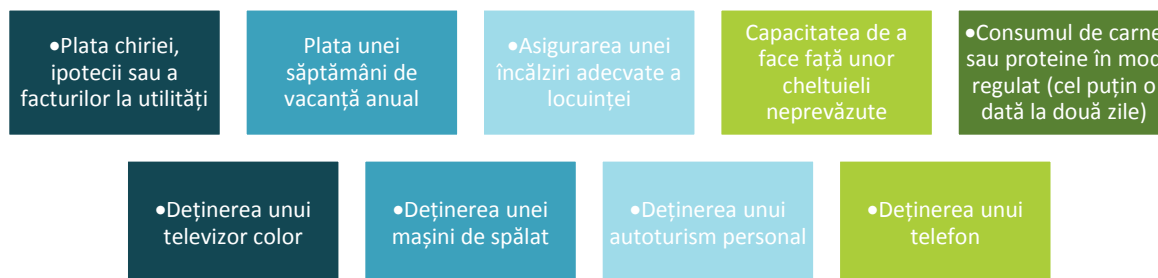 •Plata chiriei,
ipotecii sau a
facturilor la utilități
Plata unei
săptămâni de
vacanță anual
•Asigurarea unei
încălziri adecvate a
locuinței
Capacitatea de a
face față unor
cheltuieli
neprevăzute
•Consumul de carne
sau proteine în mod
regulat (cel puțin o
dată la două zile)
•Deținerea unui
televizor color
•Deținerea unei
mașini de spălat
•Deținerea unui
autoturism personal
•Deținerea unui
telefon